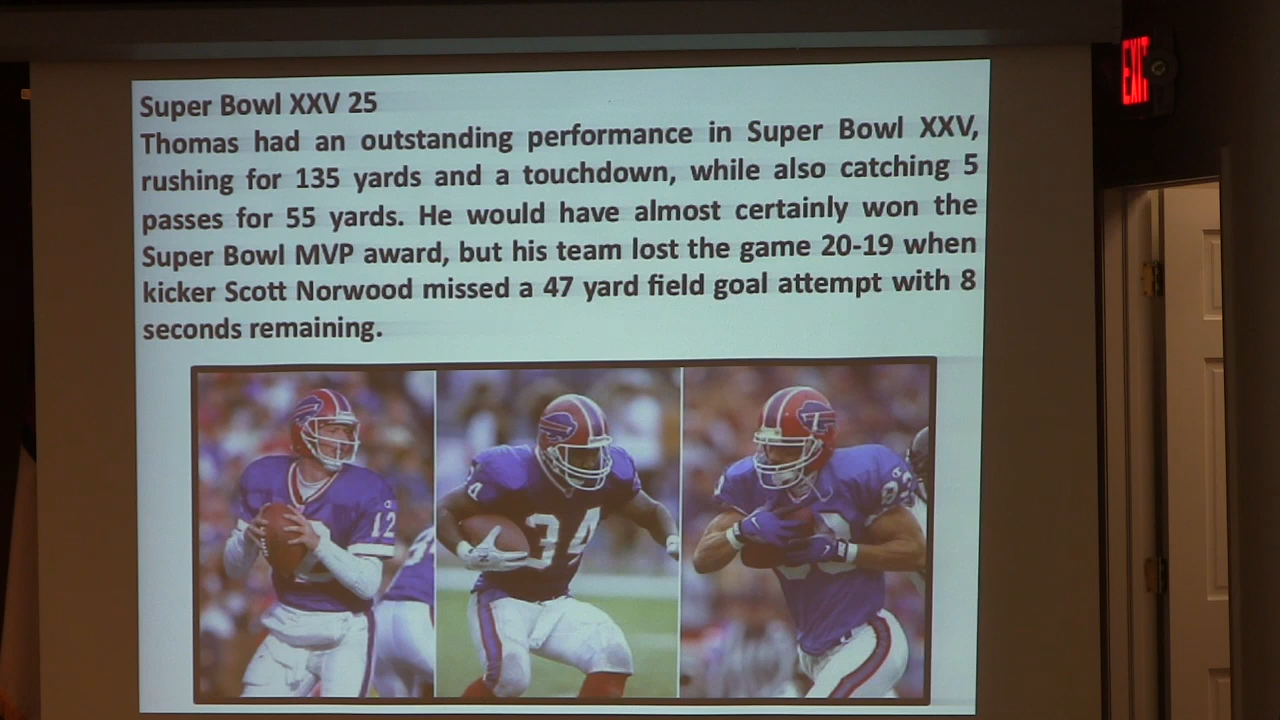 Super Bowl XXV 25
Thomas had an outstanding performance in Super Bowl XXV,
rushing for 135 yards and a touchdown, while also catching 5
passes for 55 yards. He would have almost certainly won the
Super Bowl MVP award, but his team lost the game 20-19 when
kicker Scott Norwood missed a 47 yard field goal attempt with 8
seconds remaining.
EXIT
12
34